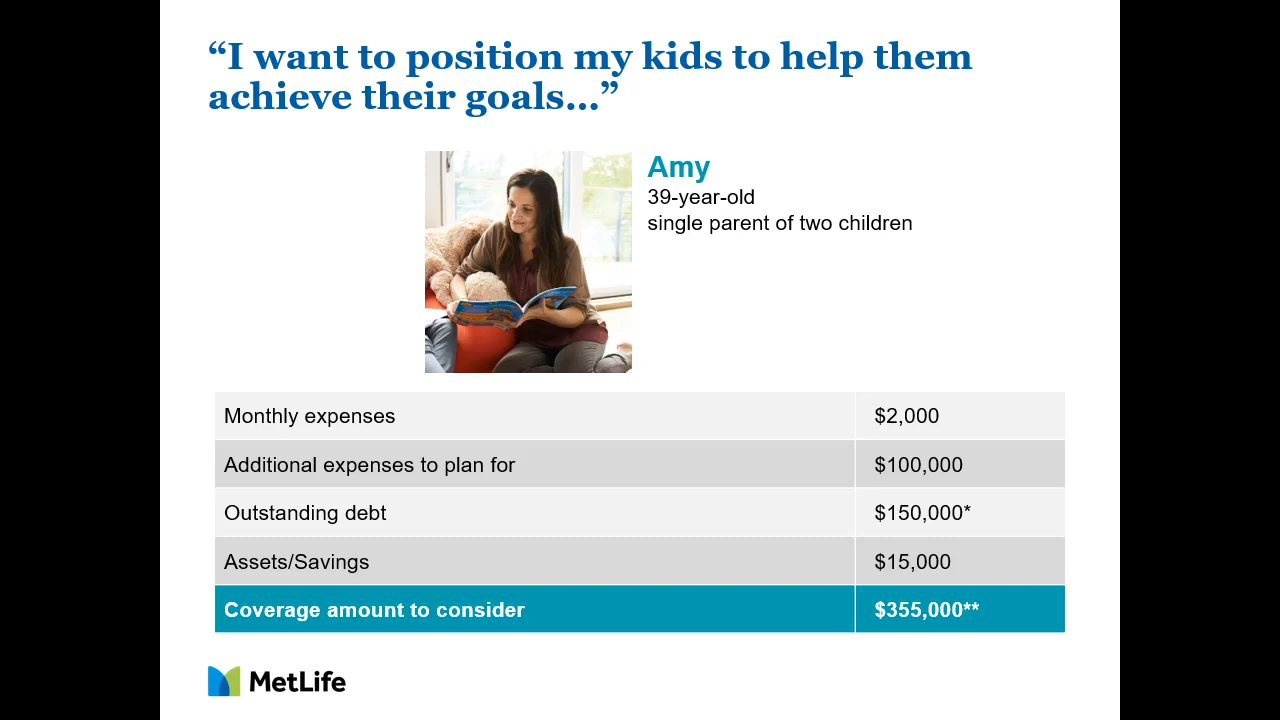 “I want to position my kids to help them
achieve their goals...”
Amy
39-year-old
single parent of two children
Monthly expenses $2,000
Additional expenses to plan for $100,000
Outstanding debt $150,000*
Assets/Savings $15,000
Coverage amount to consider $355,000**
MetLife